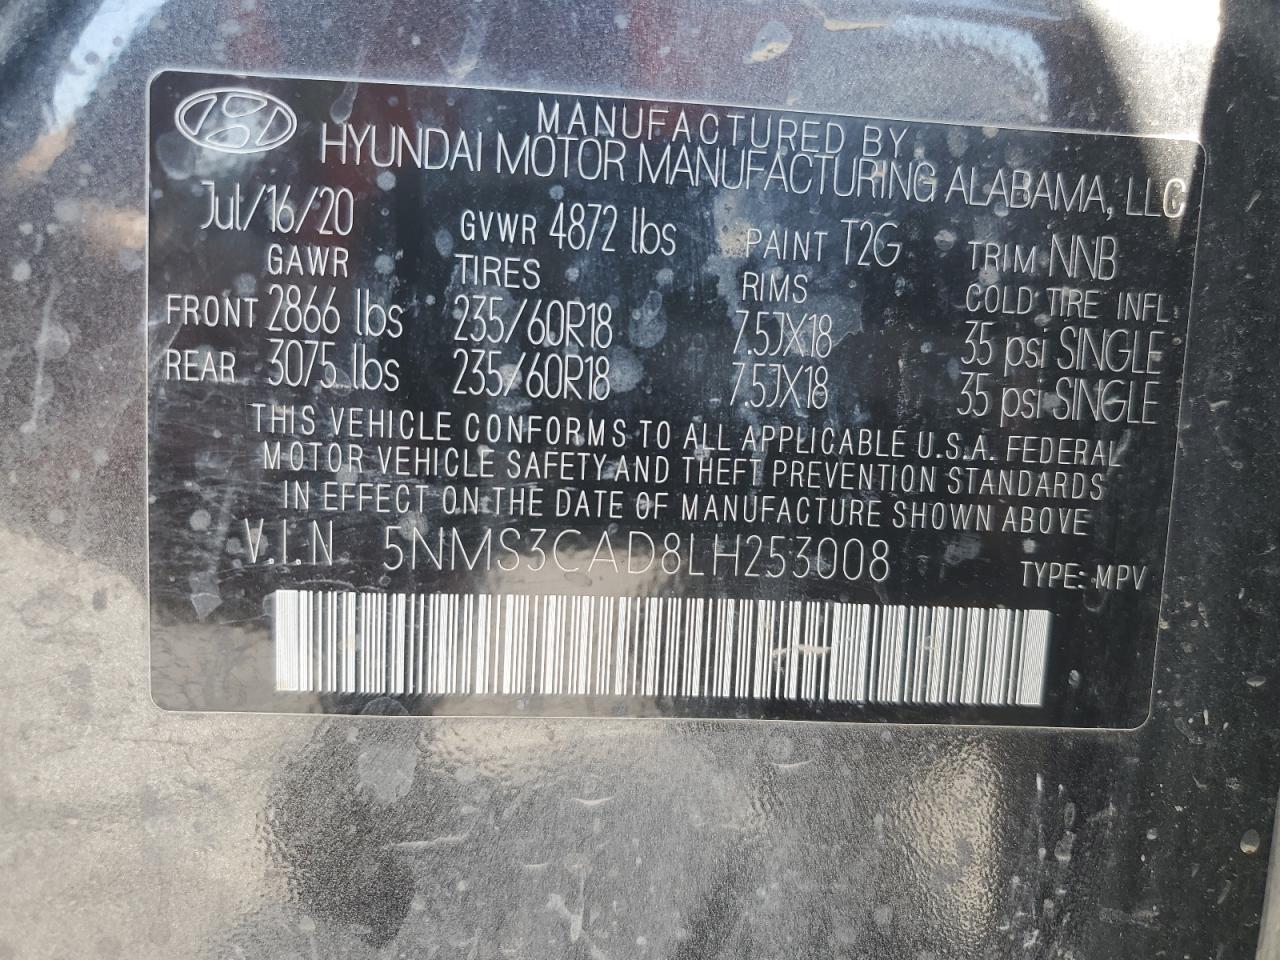 MANUFACTURED BY
HYUNDAI MOTOR MANUFACTURING ALABAMA, LLC
Jul/16/20 GVWR 4872 lbs PAINT T2G TRIM NNB
GAWR TIRES RIMS COLD TIRE INFL
FRONT 2866 lbs 235/60R18 7.5JX18 35 psi SINGLE
REAR 3075 lbs 235/60R18 7.5JX18 35 psi SINGLE
THIS VEHICLE CONFORMS TO ALL APPLICABLE U.S.A. FEDERAL
MOTOR VEHICLE SAFETY AND THEFT PREVENTION STANDARDS
IN EFFECT ON THE DATE OF MANUFACTURE SHOWN ABOVE
V.I.N 5NMS3CAD8LH253008 TYPE: MPV